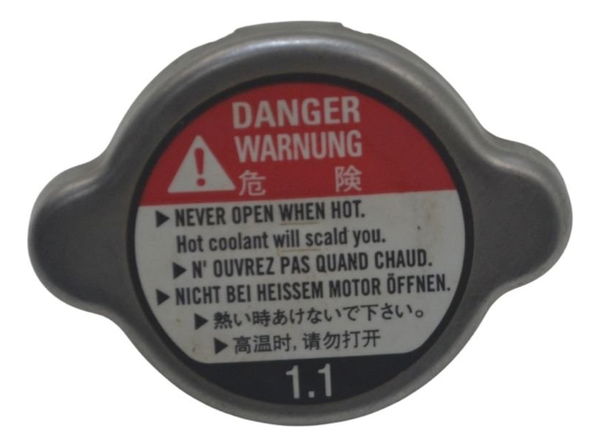 DANGER
WARNUNG
危 険
▶ NEVER OPEN WHEN HOT.
Hot coolant will scald you.
▶ N' OUVREZ PAS QUAND CHAUD.
▶ NICHT BEI HEISSEM MOTOR ÖFFNEN.
▶ 熱い時あけないで下さい。
▶ 高温时,请勿打开
1.1